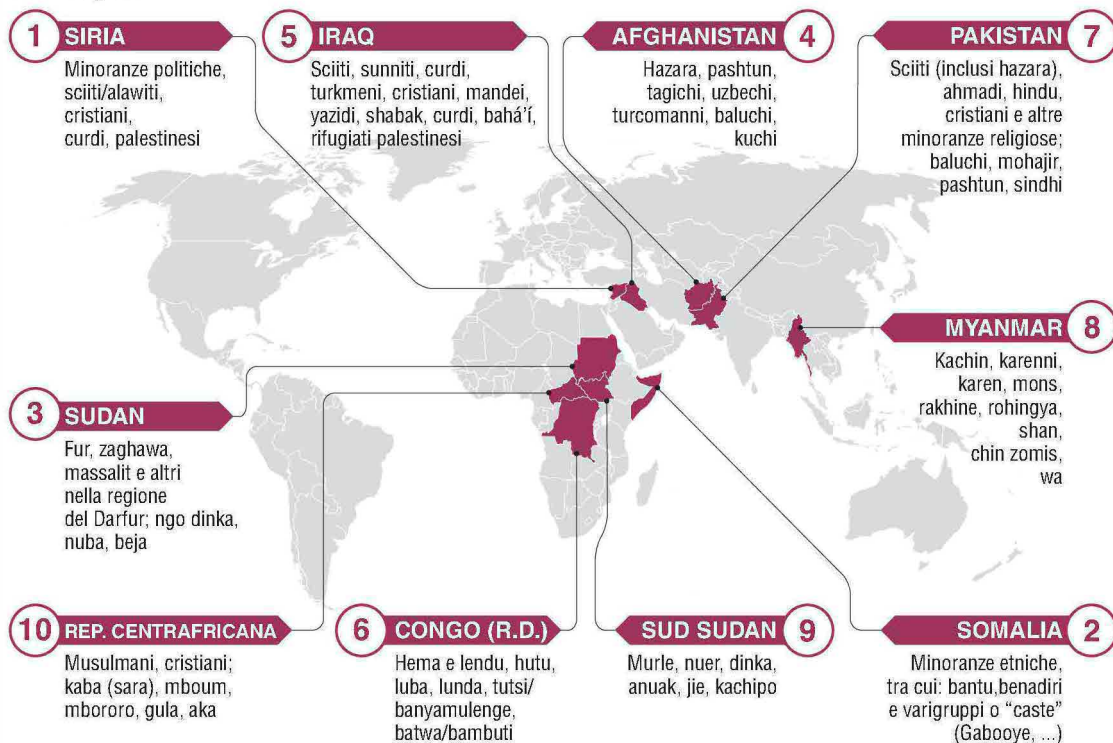 1 SIRIA
Minoranze politiche,
sciiti/alawiti,
cristiani,
curdi, palestinesi
5 IRAQ
Sciiti, sunniti, curdi,
turkmeni, cristiani, mandei,
yazidi, shabak, curdi, bahá’í,
rifugiati palestinesi
AFGHANISTAN 4
Hazara, pashtun,
tagichi, uzbechi,
turcomanni, baluchi,
kuchi
PAKISTAN 7
Sciiti (inclusi hazara),
ahmadi, hindu,
cristiani e altre
minoranze religiose;
baluchi, mohajir,
pashtun, sindhi
MYANMAR 8
Kachin, karenni,
karen, mons,
rakhine, rohingya,
shan,
chin zomis,
wa
3 SUDAN
Fur, zaghawa,
massalit e altri
nella regione
del Darfur; ngo dinka,
nuba, beja
10 REP. CENTRAFRICANA
Musulmani, cristiani;
kaba (sara), mboum,
mbororo, gula, aka
6 CONGO (R.D.)
Hema e lendu, hutu,
luba, lunda, tutsi/
banyamulenge,
batwa/bambuti
SUD SUDAN 9
Murle, nuer, dinka,
anuak, jie, kachipo
SOMALIA 2
Minoranze etniche,
tra cui: bantu,benadiri
e varigruppi o “caste”
(Gabooye, ...)